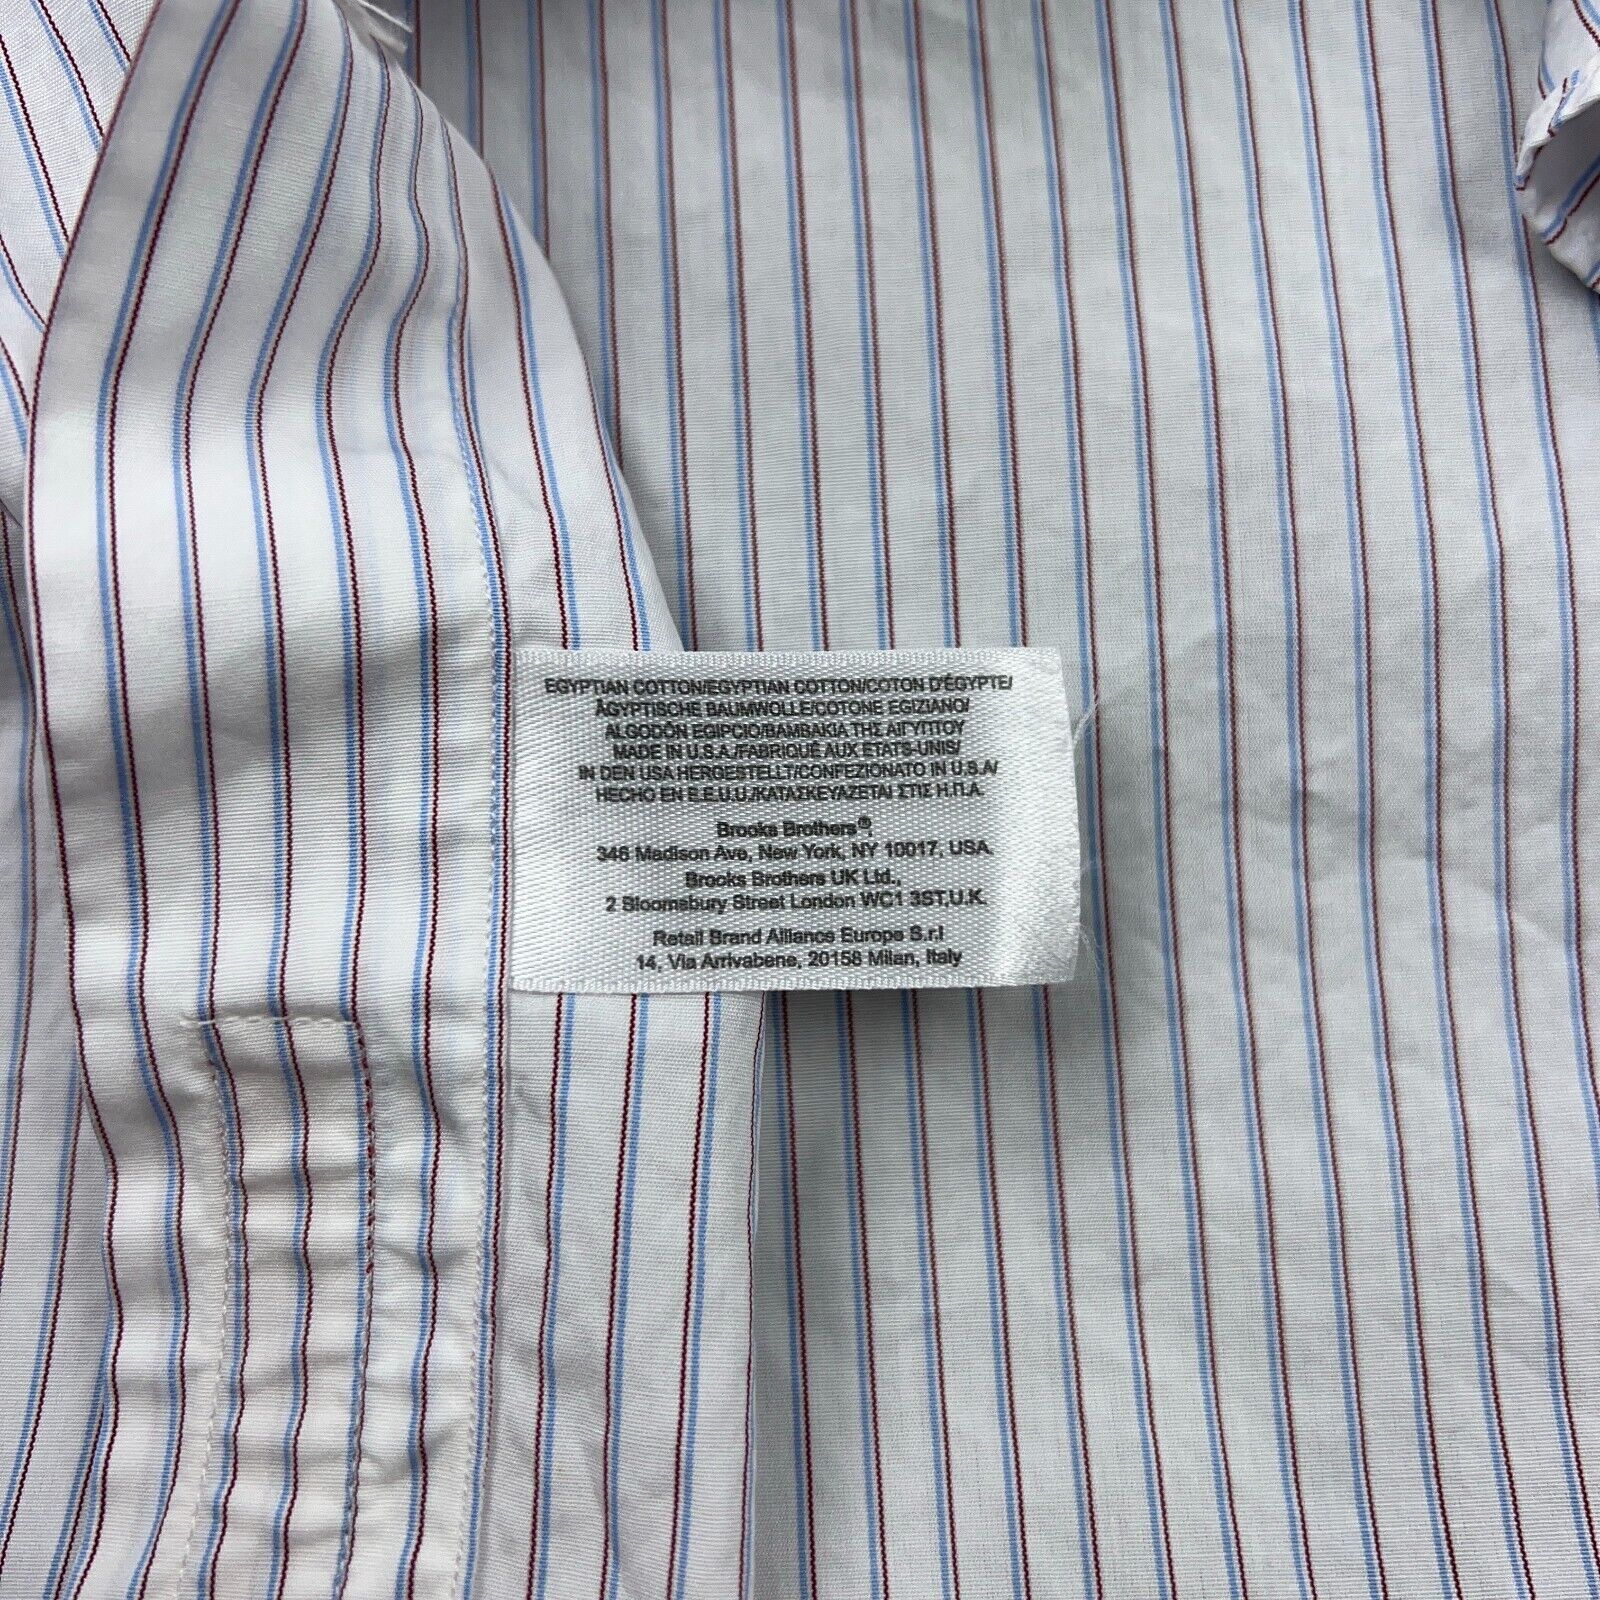 EGYPTIAN COTTON/EGYPTIAN COTTON/COTON D'ÉGYPTE/
ÄGYPTISCHE BAUMWOLLE/COTONE EGIZIANO/
ALGODÓN EGIPCIO/ΒΑΜΒΑΚΙΑ ΤΗΣ ΑΙΓΥΠΤΟΥ
MADE IN U.S.A./FABRIQUÉ AUX ETATS-UNIS/
IN DEN USA HERGESTELLT/CONFEZIONATO IN U.S.A/
HECHO EN E.E.U.U./ΚΑΤΑΣΚΕΥΑΖΕΤΑΙ ΣΤΙΣ Η.Π.Α.
Brooks Brothers®,
346 Madison Ave, New York, NY 10017, USA.
Brooks Brothers UK Ltd.,
2 Bloomsbury Street London WC1 3ST,U.K.
Retail Brand Alliance Europe S.r.l
14, Via Arrivabene, 20158 Milan, Italy